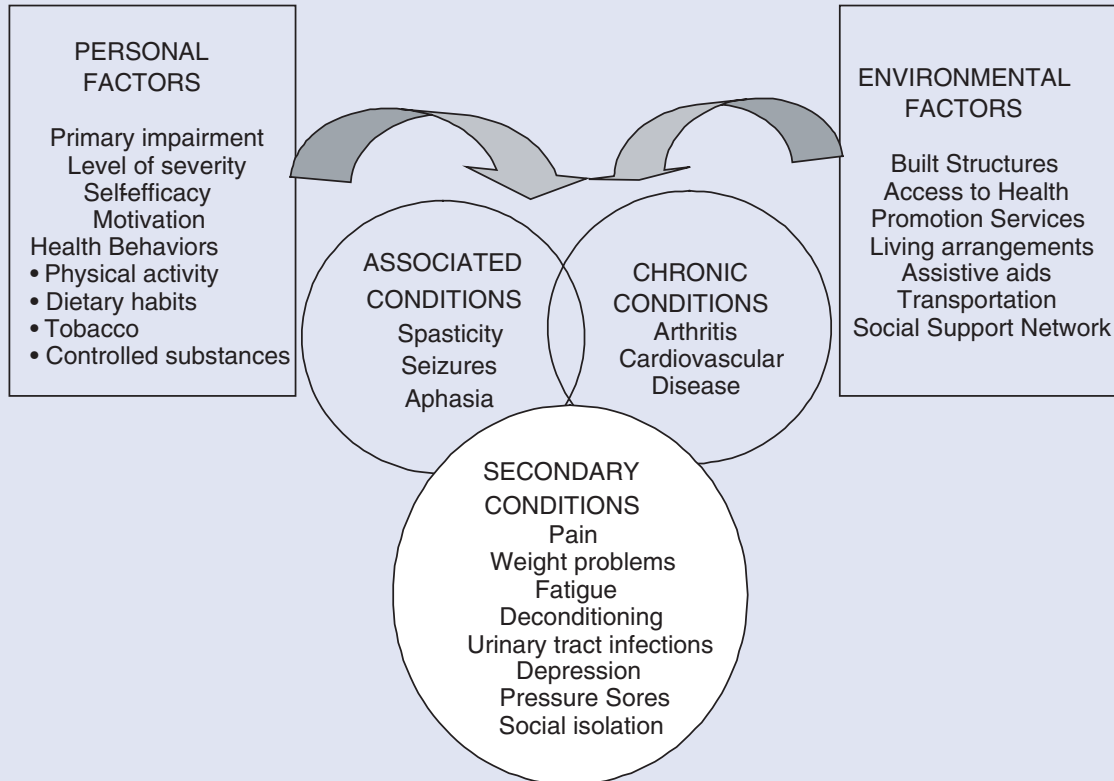 PERSONAL
FACTORS
Primary impairment
Level of severity
Self-efficacy
Motivation
Health Behaviors
• Physical activity
• Dietary habits
• Tobacco
• Controlled substances
ENVIRONMENTAL
FACTORS
Built Structures
Access to Health
Promotion Services
Living arrangements
Assistive aids
Transportation
Social Support Network
ASSOCIATED
CONDITIONS
Spasticity
Seizures
Aphasia
CHRONIC
CONDITIONS
Arthritis
Cardiovascular
Disease
SECONDARY
CONDITIONS
Pain
Weight problems
Fatigue
Deconditioning
Urinary tract infections
Depression
Pressure Sores
Social isolation